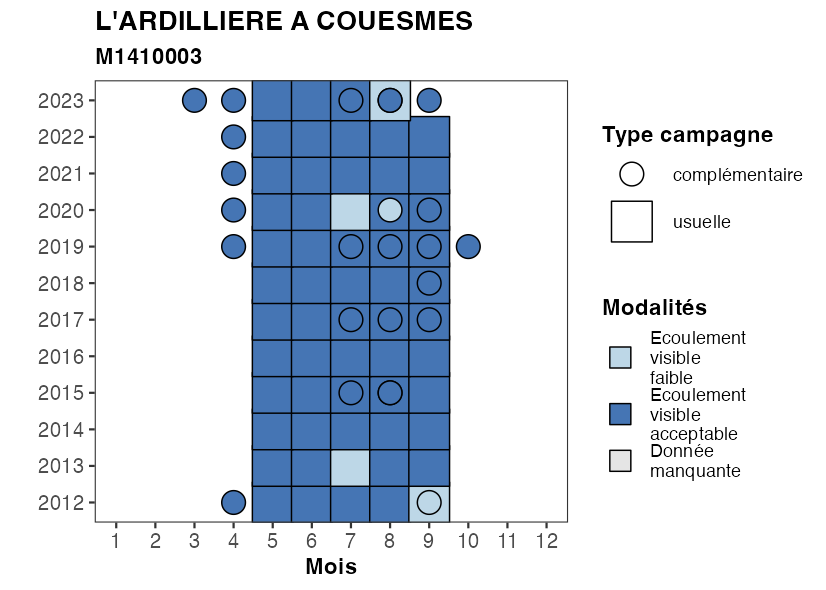 L'ARDILLIERE A COUESMES
M1410003
2023
2022
2021
2020
2019
2018
2017
2016
2015
2014
2013
2012
1 2 3 4 5 6 7 8 9 10 11 12
Mois
Type campagne
complémentaire
usuelle
Modalités
Ecoulement
visible
faible
Ecoulement
visible
acceptable
Donnée
manquante